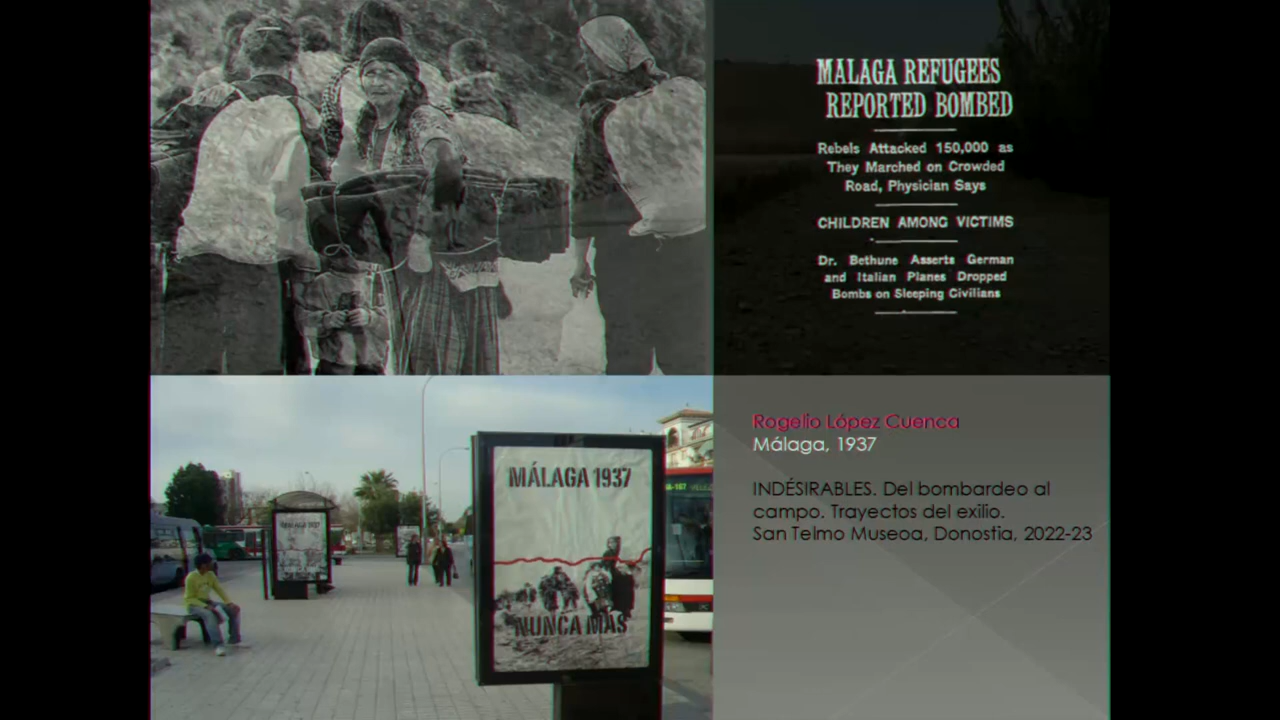 MALAGA REFUGEES
REPORTED BOMBED
Rebels Attacked 150,000 as
They Marched on Crowded
Road, Physician Says
CHILDREN AMONG VICTIMS
Dr. Bethune Asserts German
and Italian Planes Dropped
Bombs on Sleeping Civilians
MÁLAGA 1937
NUNCA MÁS
MÁLAGA 1937
Rogelio López Cuenca
Málaga, 1937
INDÉSIRABLES. Del bombardeo al
campo. Trayectos del exilio.
San Telmo Museoa, Donostia, 2022-23